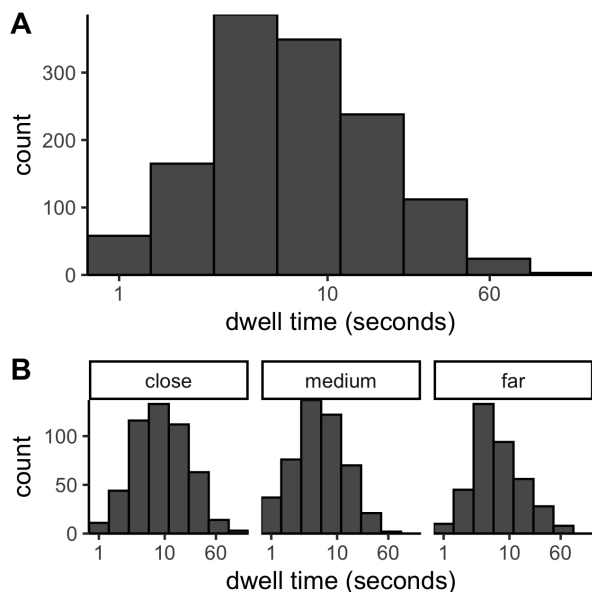 A
count
300
200
100
0
1 10 60
dwell time (seconds)
B
close medium far
count
100
50
0
1 10 60 1 10 60 1 10 60
dwell time (seconds)